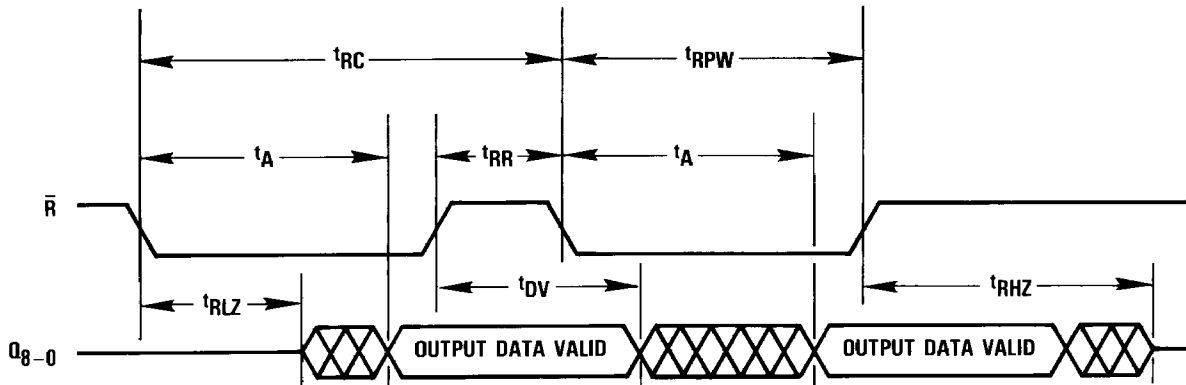 tRC tRPW
tA tRR tA
R̅
tRLZ tDV tRHZ
Q8–0 OUTPUT DATA VALID OUTPUT DATA VALID